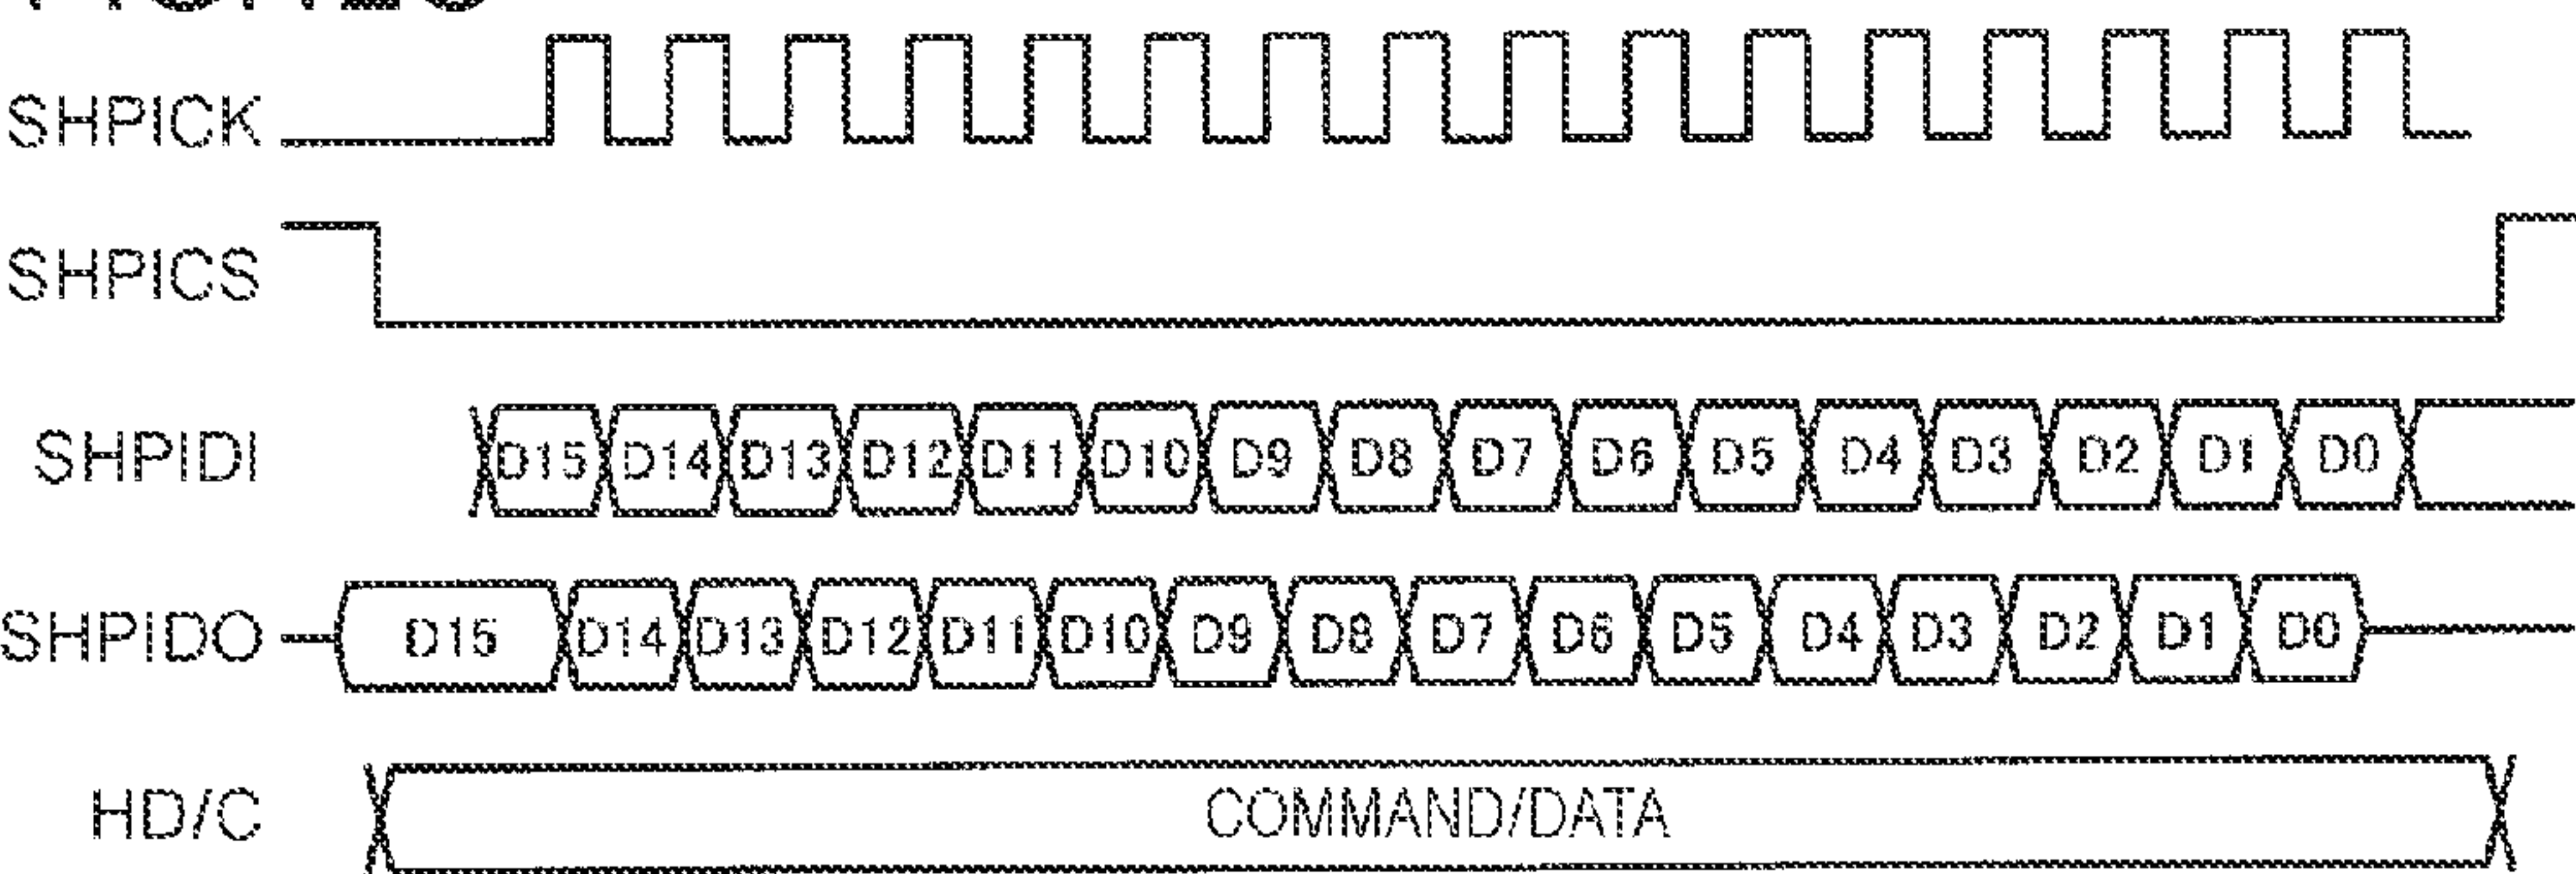 SHPICK
SHPICS
SHPIDI D15 D14 D13 D12 D11 D10 D9 D8 D7 D6 D5 D4 D3 D2 D1 D0
SHPIDO D15 D14 D13 D12 D11 D10 D9 D8 D7 D6 D5 D4 D3 D2 D1 D0
HD/C COMMAND/DATA